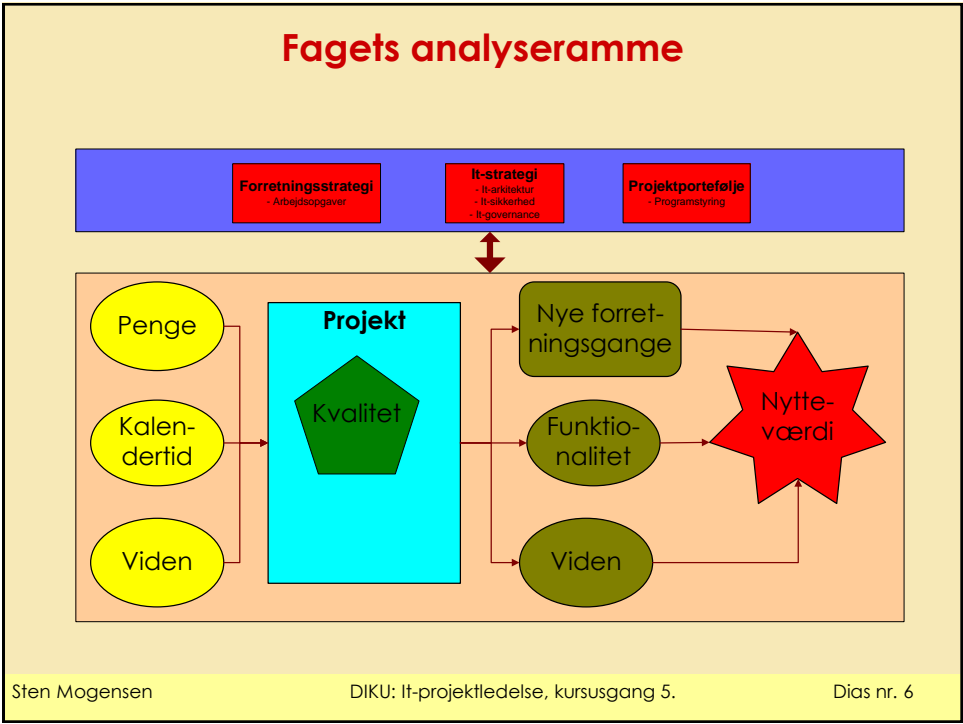 Fagets analyseramme
Forretningsstrategi
- Arbejdsopgaver
It-strategi
- It-arkitektur
- It-sikkerhed
- It-governance
Projektportefølje
- Programstyring
Penge
Kalen-
dertid
Viden
Projekt
Kvalitet
Nye forret-
ningsgange
Funktio-
nalitet
Viden
Nytte-
værdi
Sten Mogensen
DIKU: It-projektledelse, kursusgang 5.
Dias nr. 6